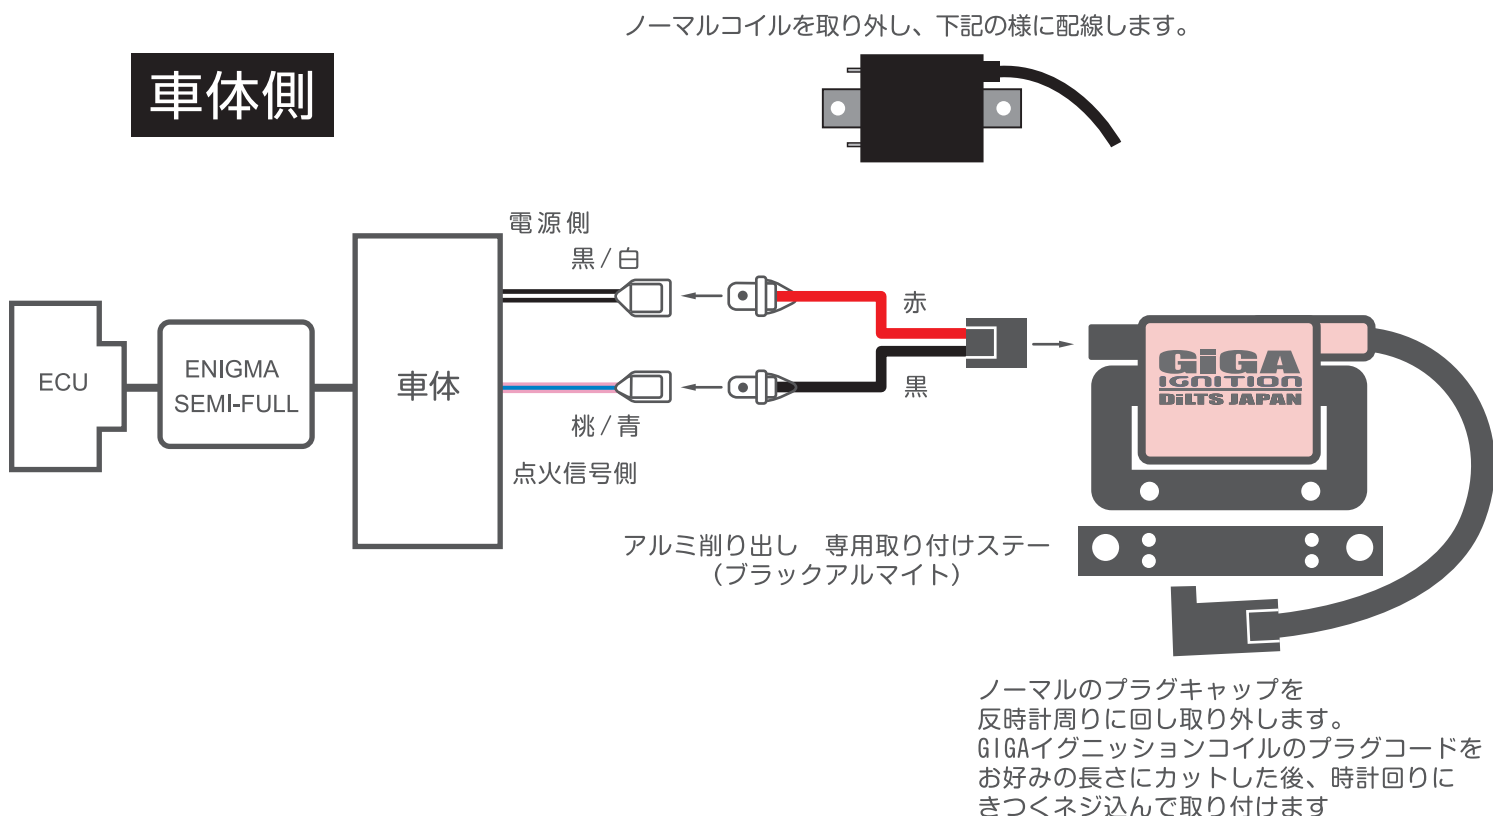 ノーマルコイルを取り外し、下記の様に配線します。
車体側
電源側
黒/白
赤
ECU
ENIGMA
SEMI-FULL
車体
黒
桃/青
点火信号側
GiGA
IGNITION
DiLTS JAPAN
アルミ削り出し 専用取り付けステー
(ブラックアルマイト)
ノーマルのプラグキャップを
反時計周りに回し取り外します。
GIGAイグニッションコイルのプラグコードを
お好みの長さにカットした後、時計回りに
きつくネジ込んで取り付けます